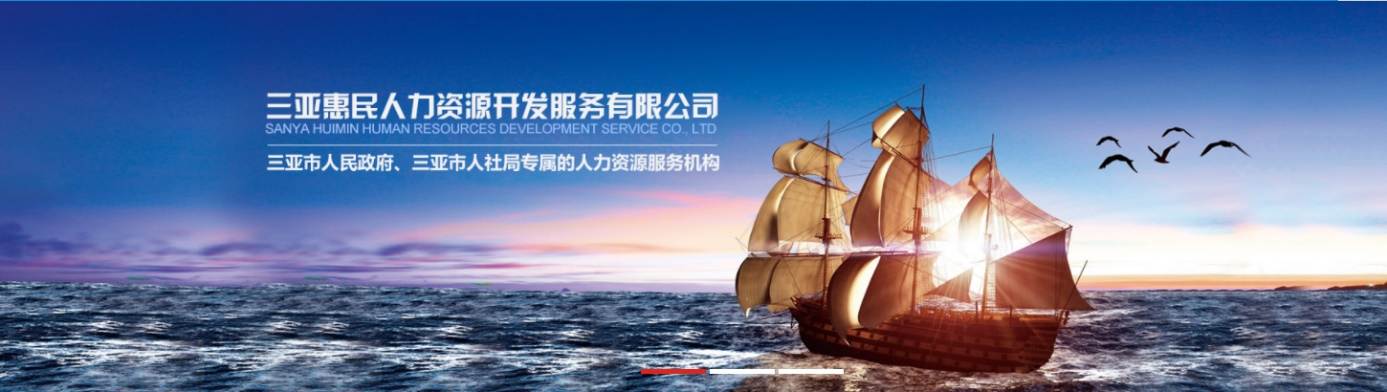 三亚惠民人力资源开发服务有限公司
SANYA HUIMIN HUMAN RESOURCES DEVELOPMENT SERVICE CO., LTD
三亚市人民政府、三亚市人社局专属的人力资源服务机构